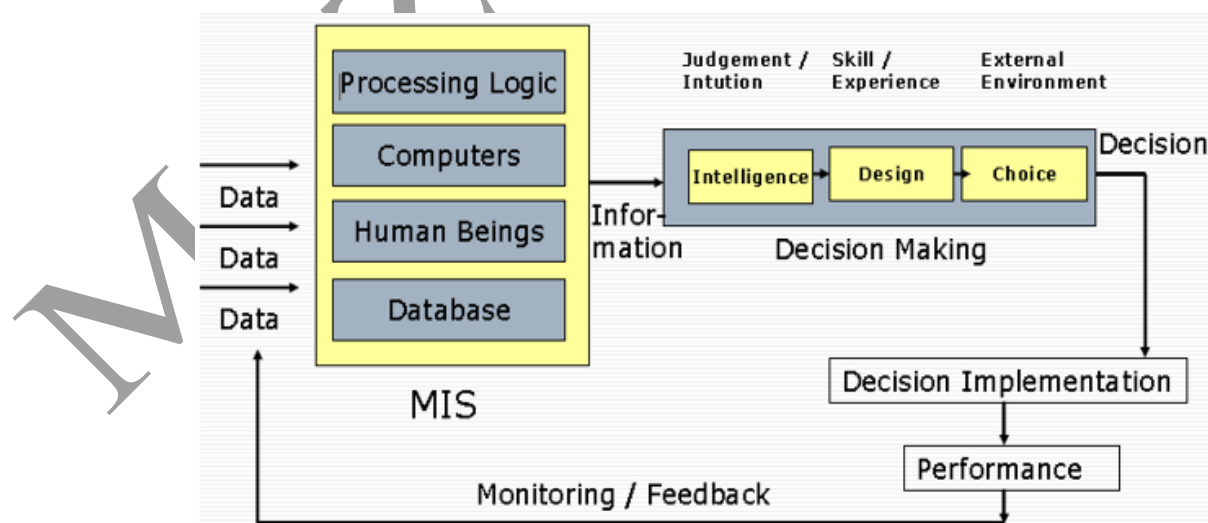 Processing Logic
Computers
Human Beings
Database
MIS
Data
Data
Data
Infor-
mation
Judgement /
Intution
Skill /
Experience
External
Environment
Intelligence
Design
Choice
Decision Making
Decision
Decision Implementation
Performance
Monitoring / Feedback